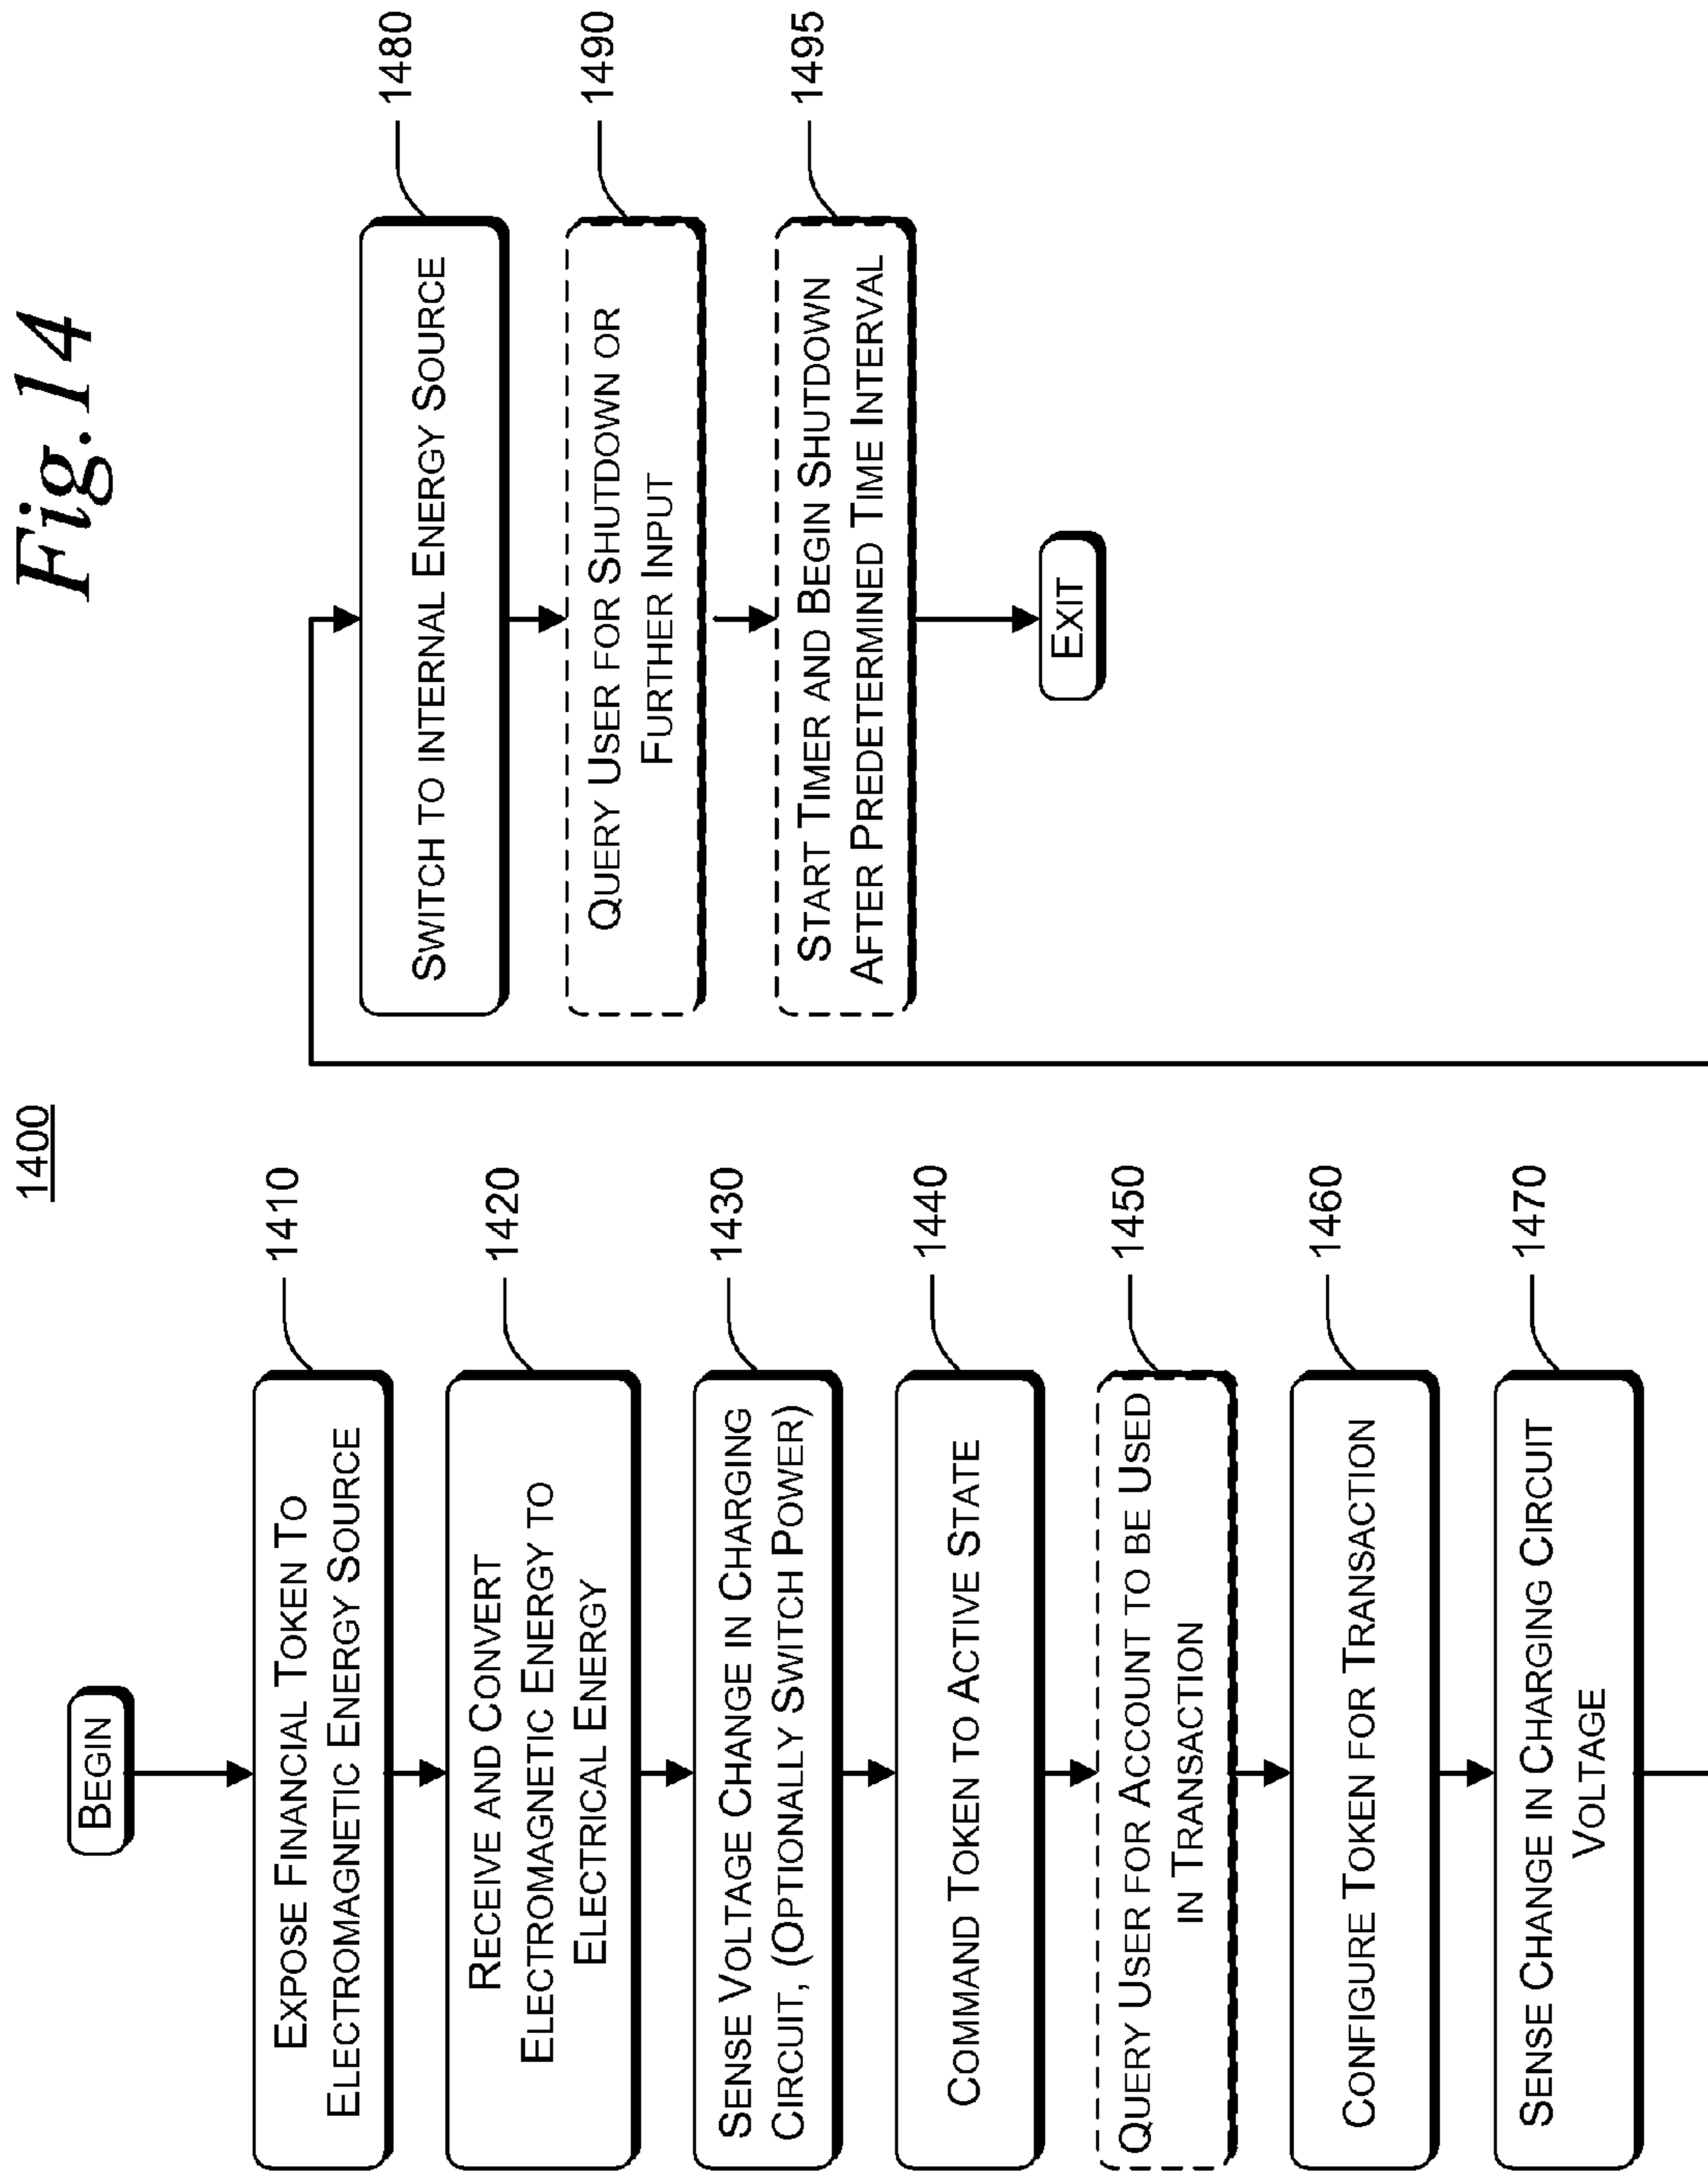 Fig. 14
1400
BEGIN
EXPOSE FINANCIAL TOKEN TO
ELECTROMAGNETIC ENERGY SOURCE
1410
RECEIVE AND CONVERT
ELECTROMAGNETIC ENERGY TO
ELECTRICAL ENERGY
1420
SENSE VOLTAGE CHANGE IN CHARGING
CIRCUIT, (OPTIONALLY SWITCH POWER)
1430
COMMAND TOKEN TO ACTIVE STATE
1440
QUERY USER FOR ACCOUNT TO BE USED
IN TRANSACTION
1450
CONFIGURE TOKEN FOR TRANSACTION
1460
SENSE CHANGE IN CHARGING CIRCUIT
VOLTAGE
1470
SWITCH TO INTERNAL ENERGY SOURCE
1480
QUERY USER FOR SHUTDOWN OR
FURTHER INPUT
1490
START TIMER AND BEGIN SHUTDOWN
AFTER PREDETERMINED TIME INTERVAL
1495
EXIT